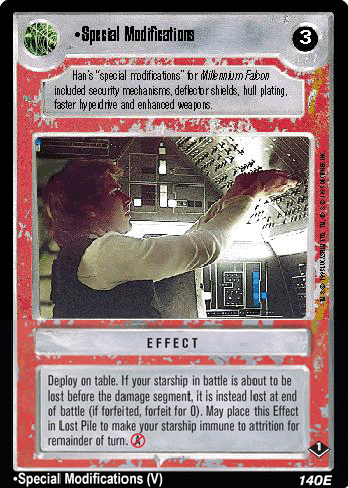 •Special Modifications
3
Han's "special modifications" for Millennium Falcon
included security mechanisms, deflector shields, hull plating,
faster hyperdrive and enhanced weapons.
EFFECT
Deploy on table. If your starship in battle is about to be
lost before the damage segment, it is instead lost at end
of battle (if forfeited, forfeit for 0). May place this Effect
in Lost Pile to make your starship immune to attrition for
remainder of turn. A
1
•Special Modifications (V)
140E